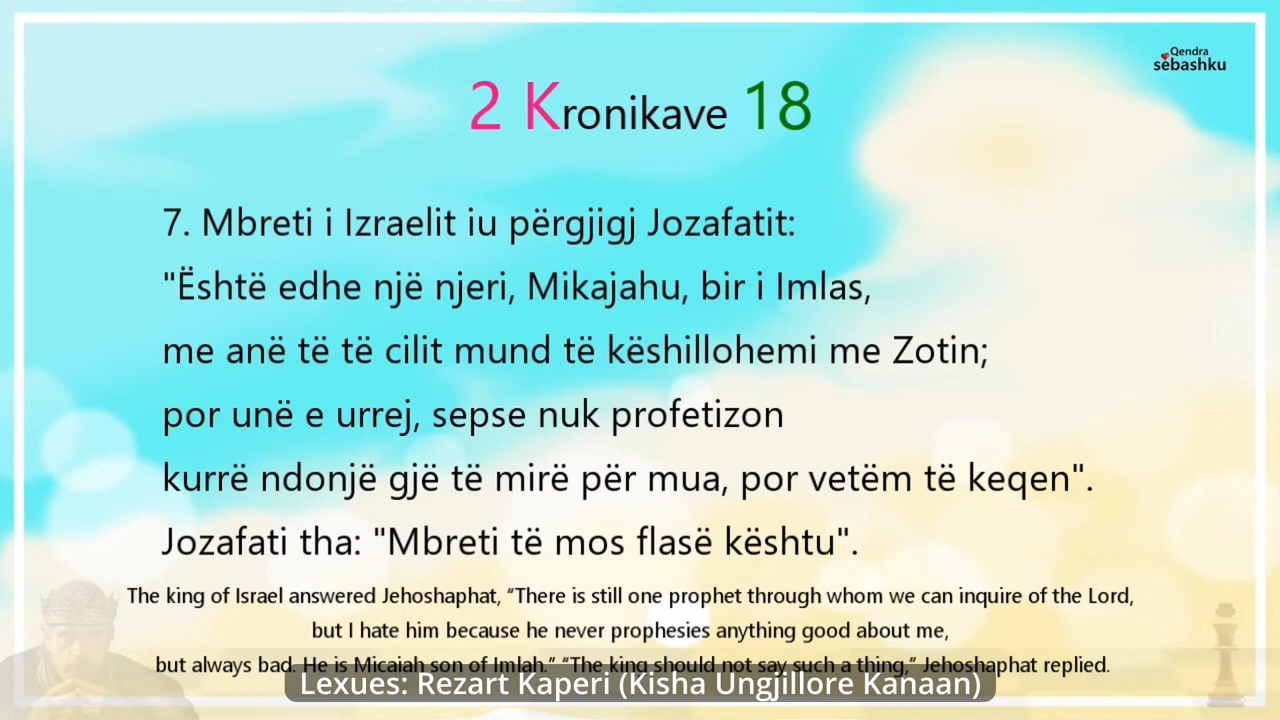 Qendra
sëbashku
2 Kronikave 18
7. Mbreti i Izraelit iu përgjigj Jozafatit:
"Është edhe një njeri, Mikajahu, bir i Imlas,
me anë të të cilit mund të këshillohemi me Zotin;
por unë e urrej, sepse nuk profetizon
kurrë ndonjë gjë të mirë për mua, por vetëm të keqen".
Jozafati tha: "Mbreti të mos flasë kështu".
The king of Israel answered Jehoshaphat, “There is still one prophet through whom we can inquire of the Lord,
but I hate him because he never prophesies anything good about me,
but always bad. He is Micaiah son of Imlah.” “The king should not say such a thing,” Jehoshaphat replied.
Lexues: Rezart Kaperi (Kisha Ungjillore Kanaan)